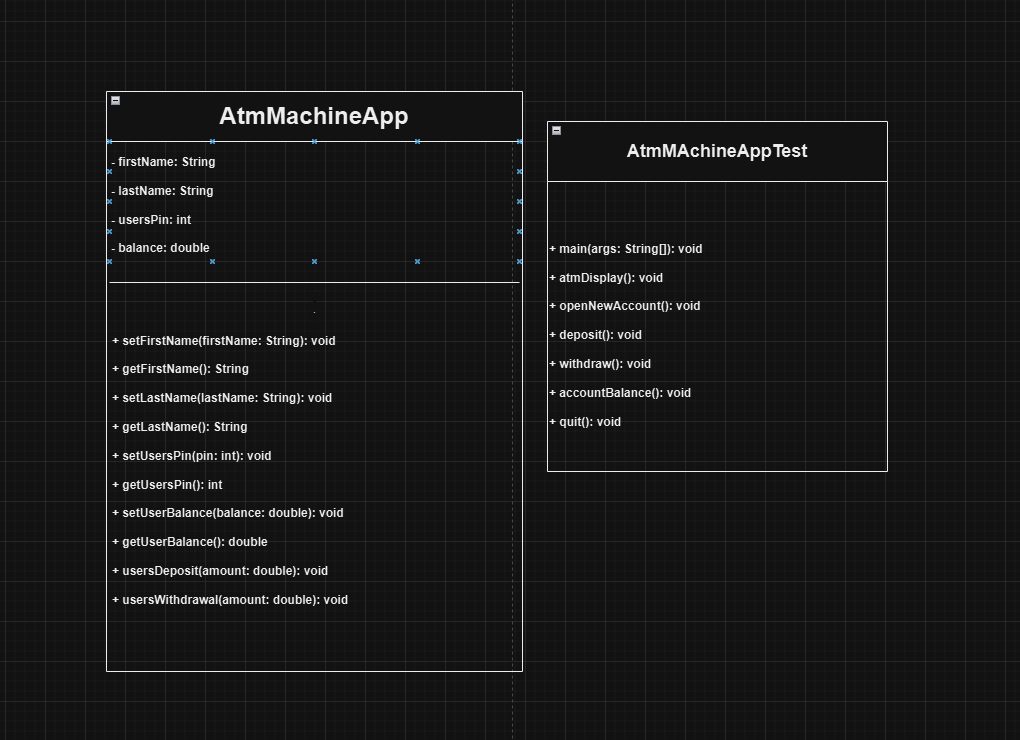 AtmMachineApp
- firstName: String
- lastName: String
- usersPin: int
- balance: double
+ setFirstName(firstName: String): void
+ getFirstName(): String
+ setLastName(lastName: String): void
+ getLastName(): String
+ setUsersPin(pin: int): void
+ getUsersPin(): int
+ setUserBalance(balance: double): void
+ getUserBalance(): double
+ usersDeposit(amount: double): void
+ usersWithdrawal(amount: double): void
AtmMAchineAppTest
+ main(args: String[]): void
+ atmDisplay(): void
+ openNewAccount(): void
+ deposit(): void
+ withdraw(): void
+ accountBalance(): void
+ quit(): void